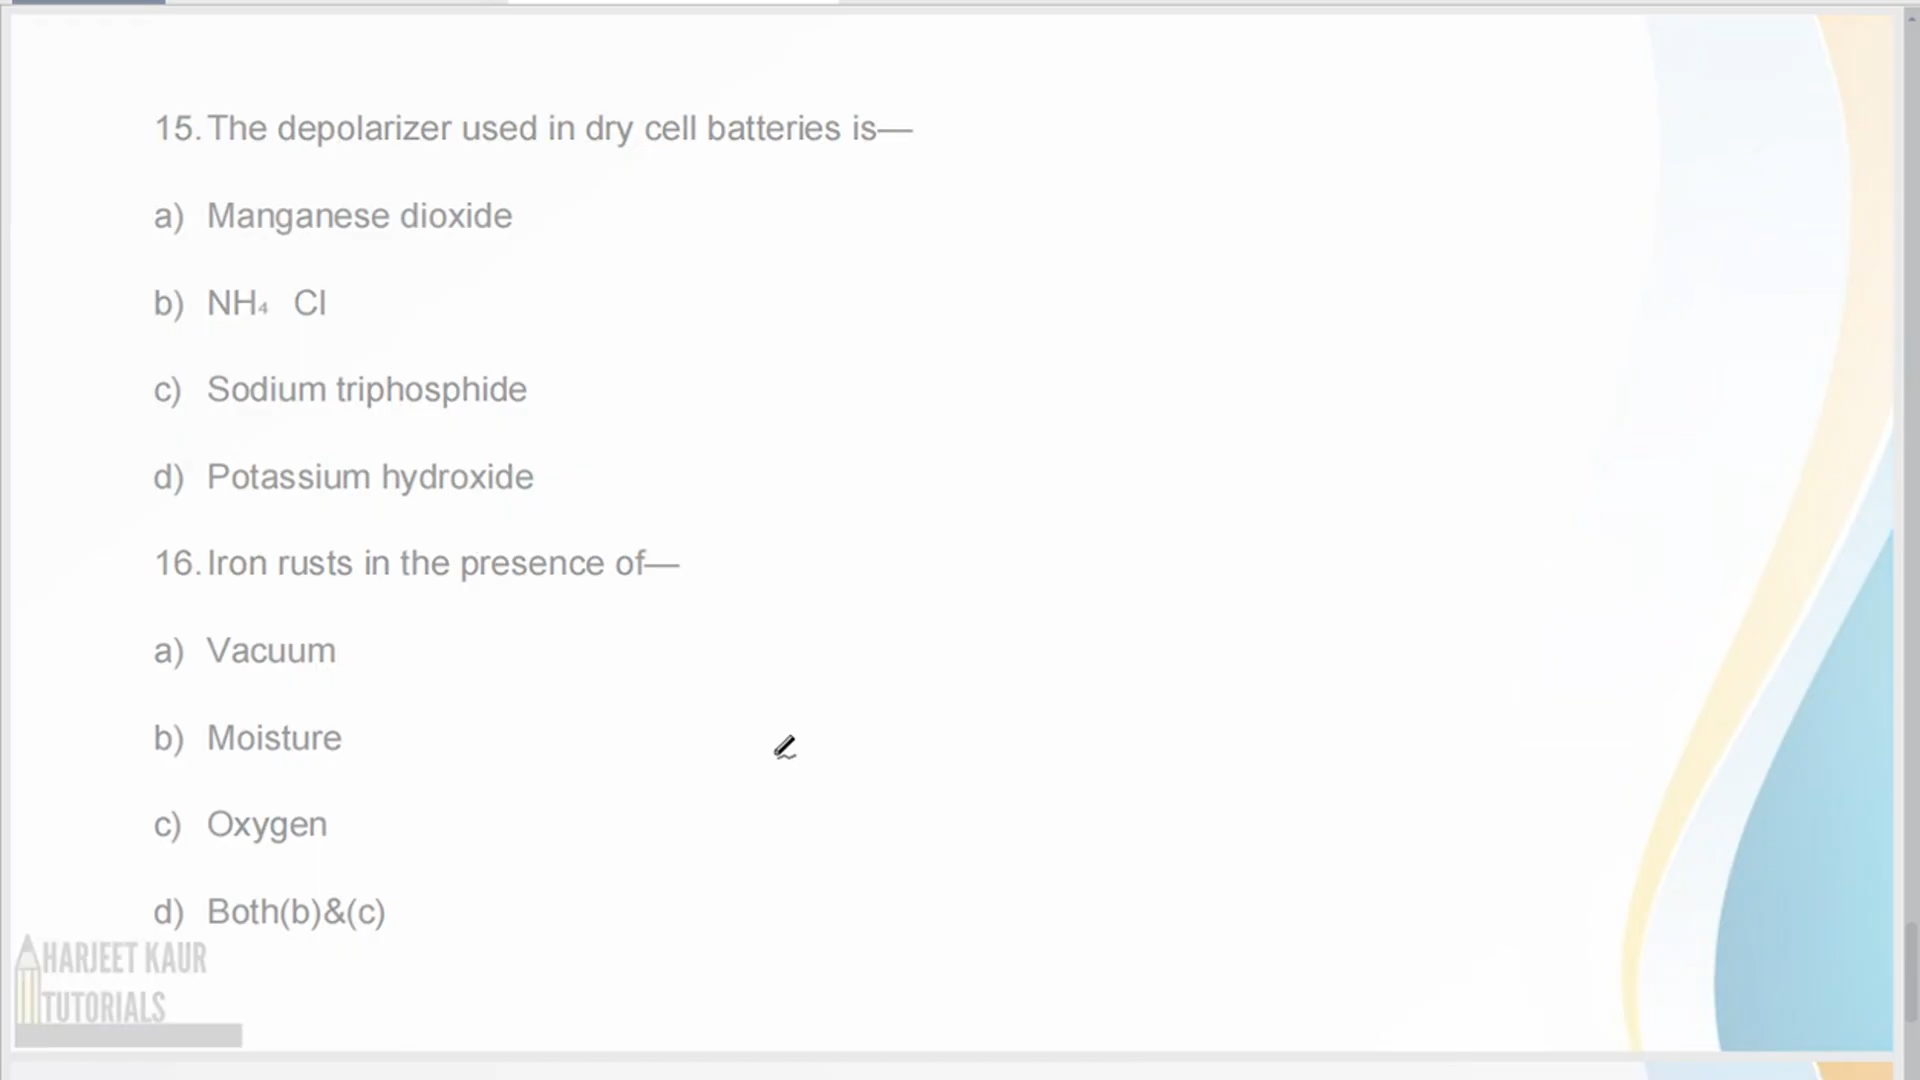 15. The depolarizer used in dry cell batteries is—
a) Manganese dioxide
b) NH₄ Cl
c) Sodium triphosphide
d) Potassium hydroxide
16. Iron rusts in the presence of—
a) Vacuum
b) Moisture
c) Oxygen
d) Both(b)&(c)
HARJEET KAUR
TUTORIALS